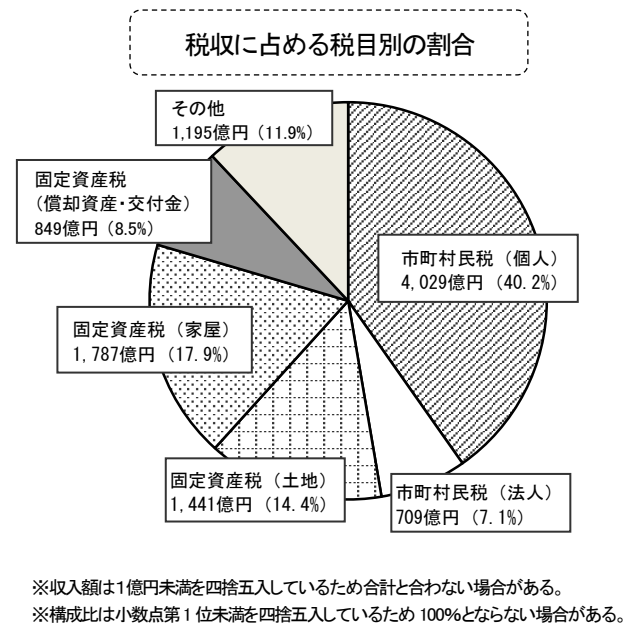 税収に占める税目別の割合
その他
1,195億円（11.9%）
固定資産税
（償却資産・交付金）
849億円（8.5%）
市町村民税（個人）
4,029億円（40.2%）
固定資産税（家屋）
1,787億円（17.9%）
固定資産税（土地）
1,441億円（14.4%）
市町村民税（法人）
709億円（7.1%）
※収入額は１億円未満を四捨五入しているため合計と合わない場合がある。
※構成比は小数点第１位未満を四捨五入しているため 100%とならない場合がある。